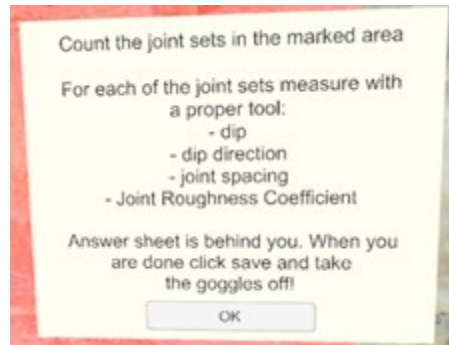 Count the joint sets in the marked area
For each of the joint sets measure with
a proper tool:
- dip
- dip direction
- joint spacing
- Joint Roughness Coefficient
Answer sheet is behind you. When you
are done click save and take
the goggles off!
OK